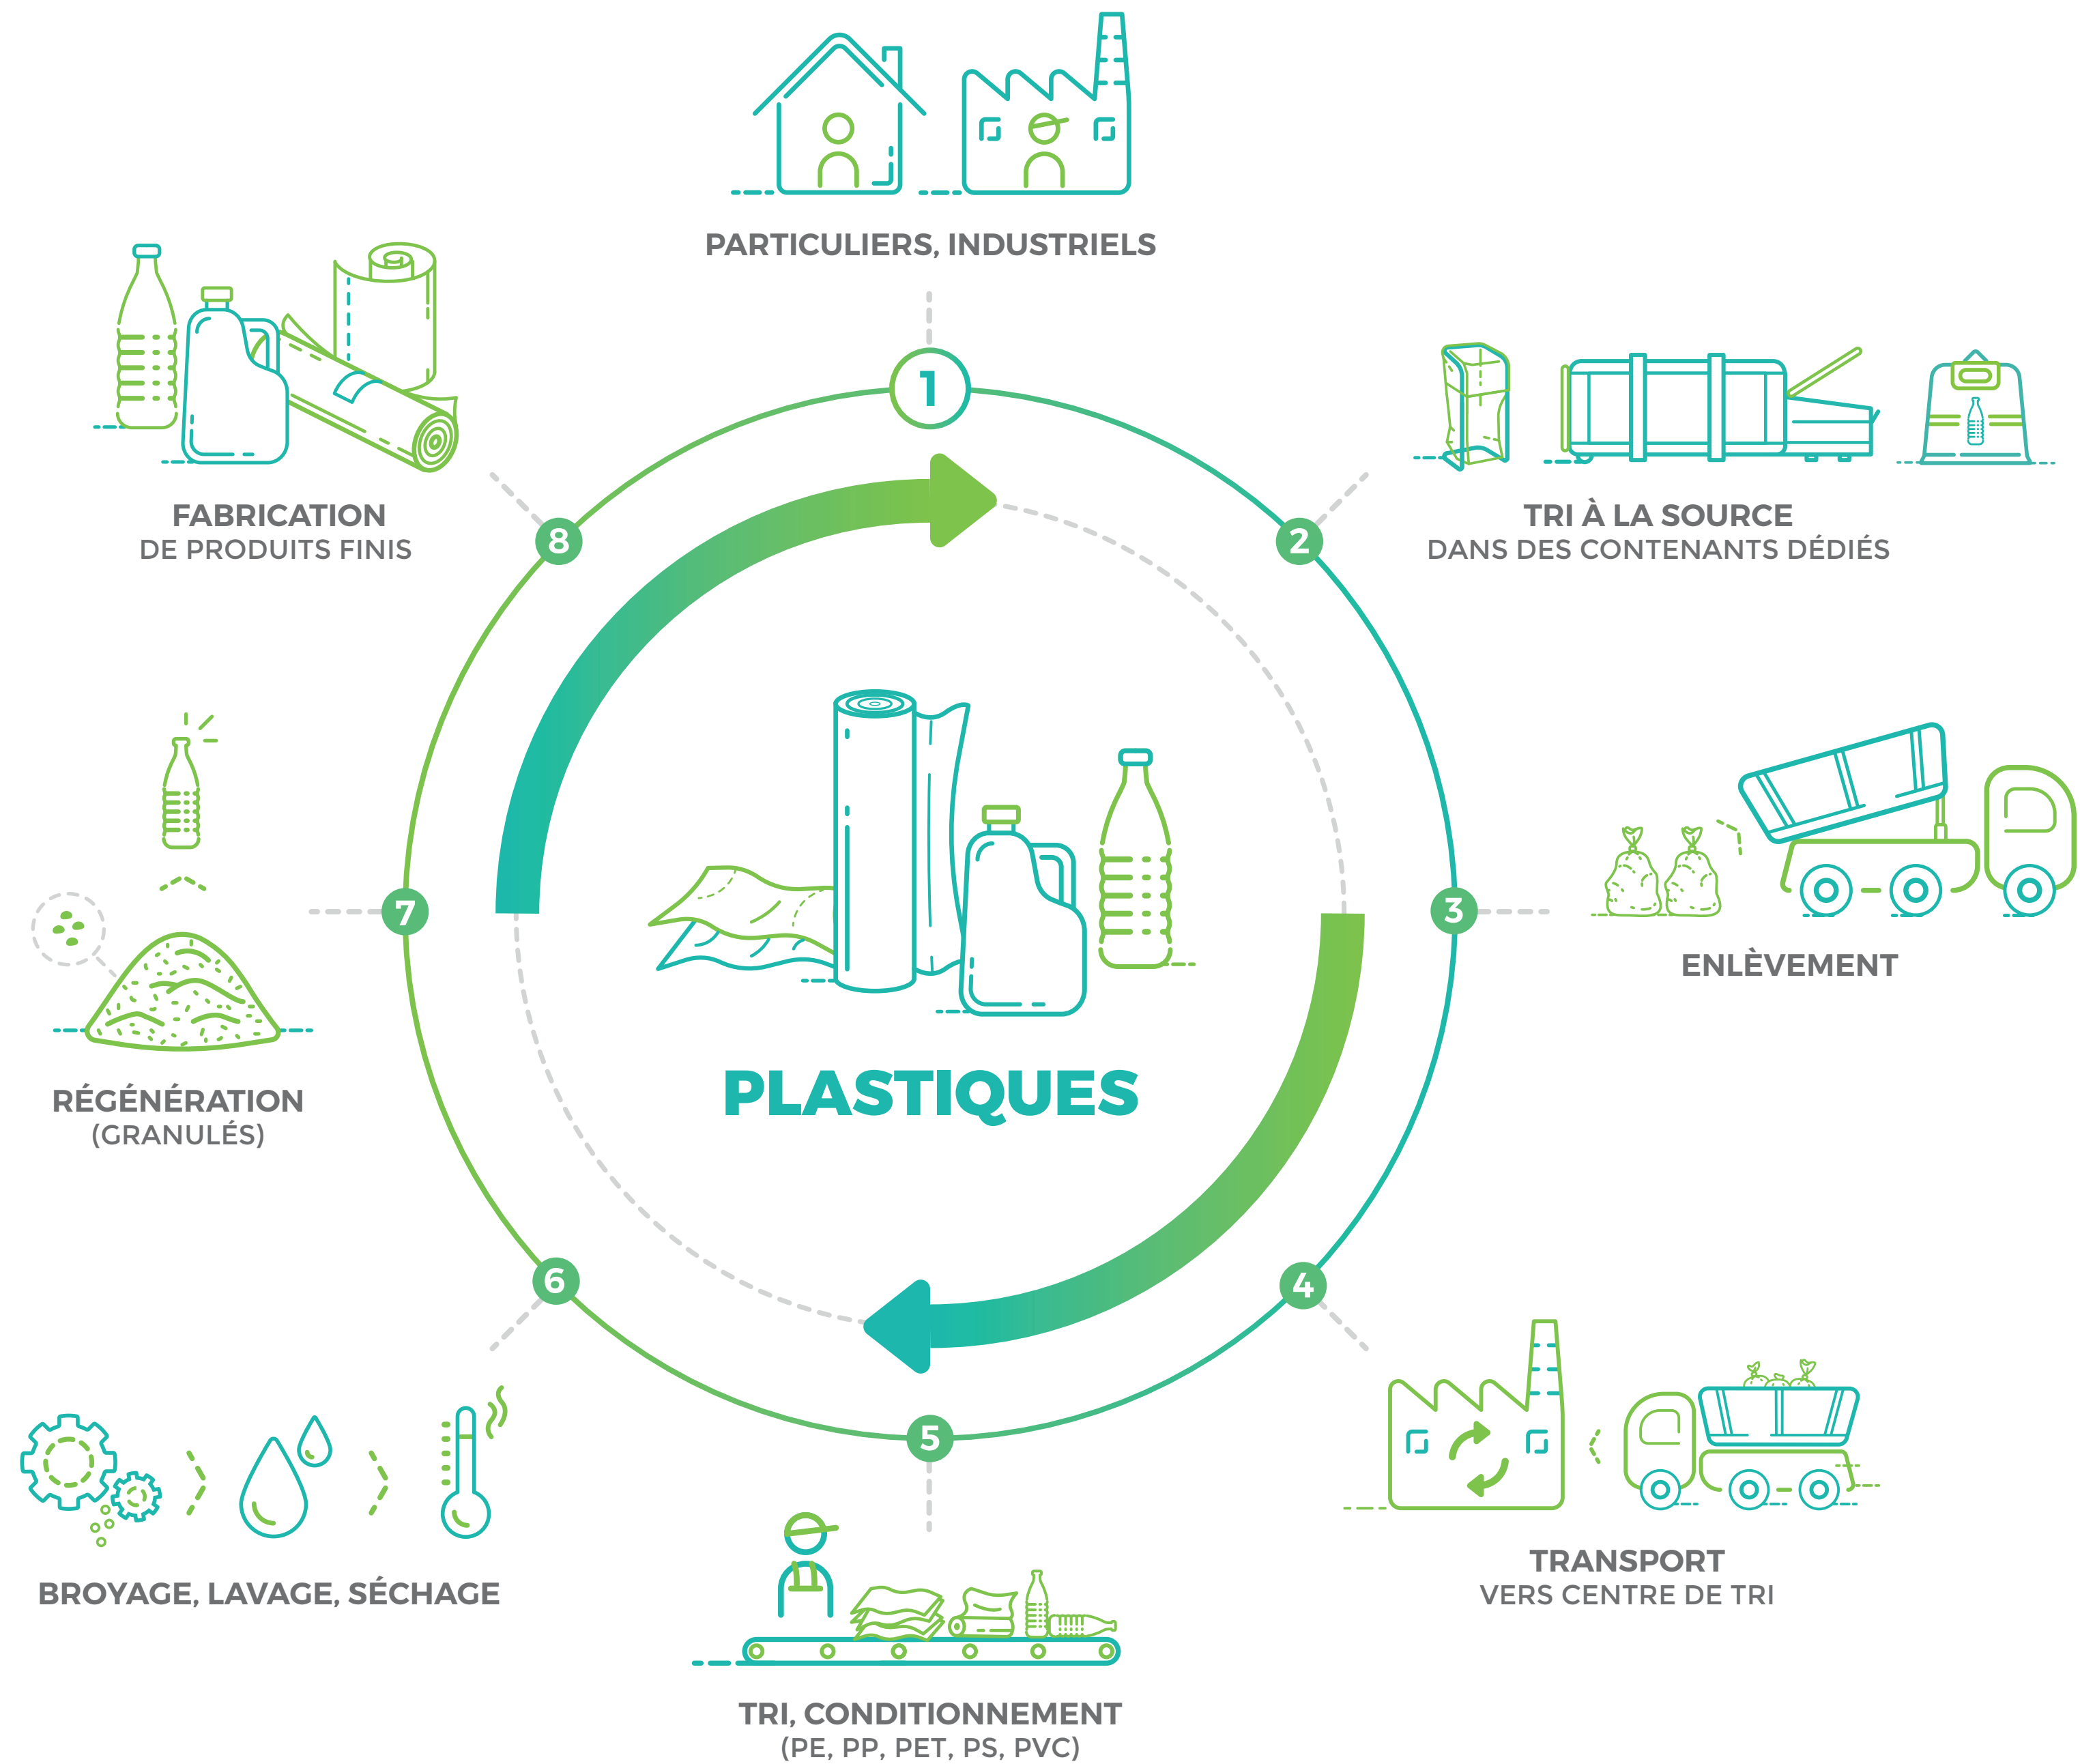 PARTICULIERS, INDUSTRIELS
1
2
TRI À LA SOURCE
DANS DES CONTENANTS DÉDIÉS
3
ENLÈVEMENT
4
TRANSPORT
VERS CENTRE DE TRI
5
TRI, CONDITIONNEMENT
(PE, PP, PET, PS, PVC)
6
BROYAGE, LAVAGE, SÉCHAGE
7
RÉGÉNÉRATION
(GRANULÉS)
8
FABRICATION
DE PRODUITS FINIS
PLASTIQUES